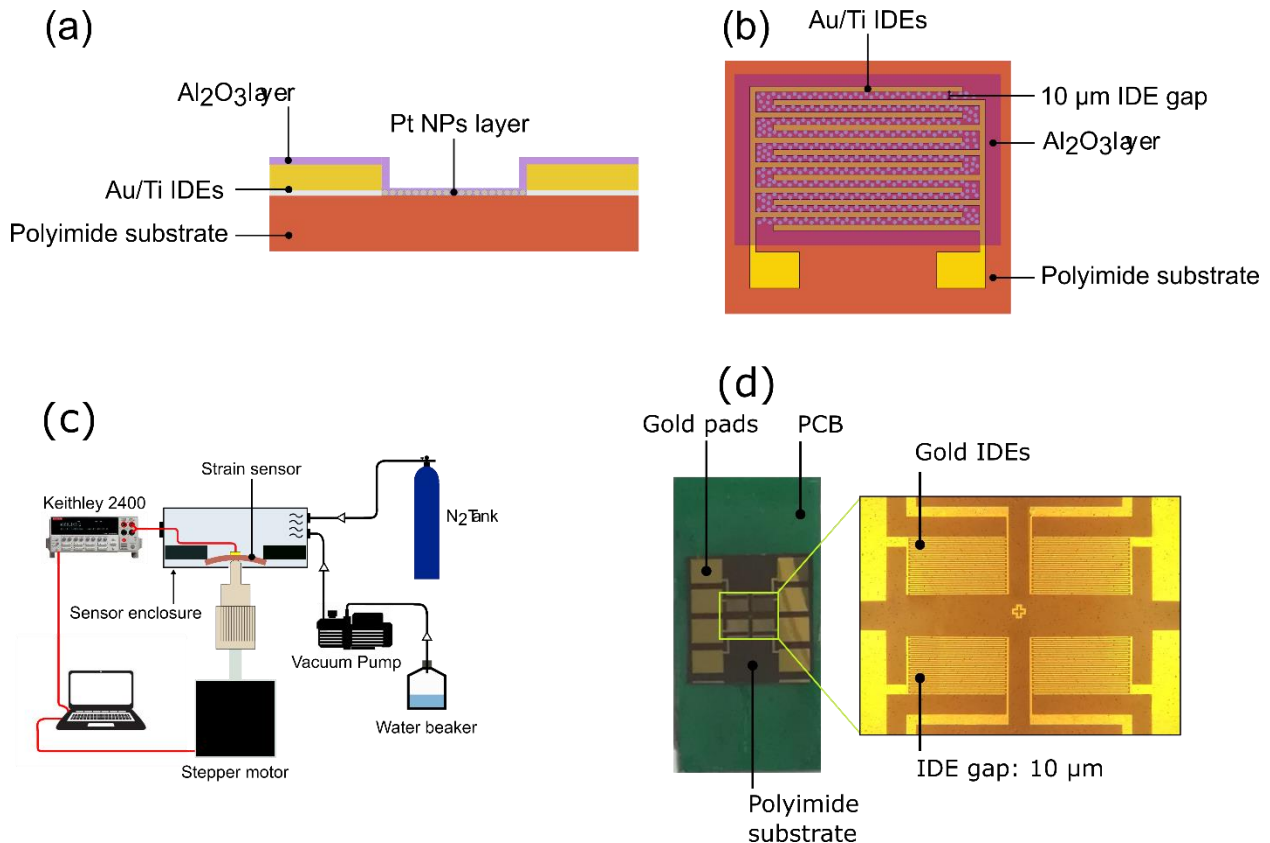 (a)
Al2O3layer
Pt NPs layer
Au/Ti IDEs
Polyimide substrate
(b)
Au/Ti IDEs
10 µm IDE gap
Al2O3layer
Polyimide substrate
(c)
Strain sensor
Keithley 2400
N2Tank
Sensor enclosure
Vacuum Pump
Water beaker
Stepper motor
(d)
Gold pads
PCB
Gold IDEs
IDE gap: 10 µm
Polyimide
substrate